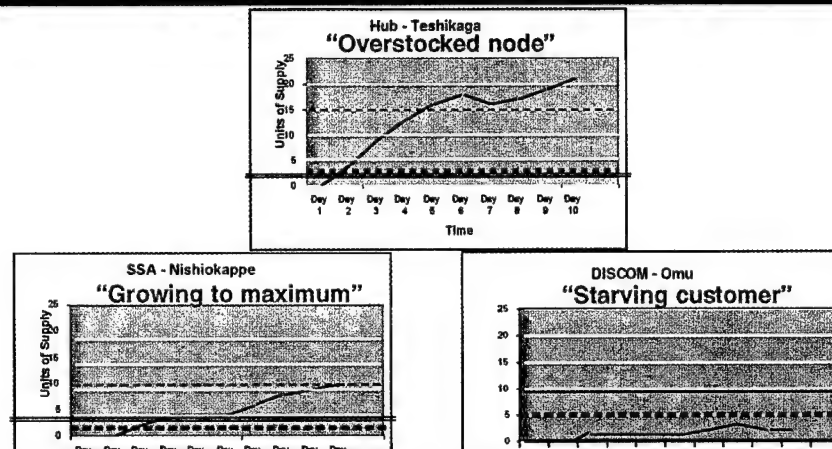 Hub - Teshikaga
“Overstocked node”
Units of Supply
25
20
15
10
5
0
Day Day Day Day Day Day Day Day Day Day
1 2 3 4 5 6 7 8 9 10
Time
SSA - Nishiokappe
“Growing to maximum”
Units of Supply
25
20
15
10
5
0
DISCOM - Omu
“Starving customer”
25
20
15
10
5
0